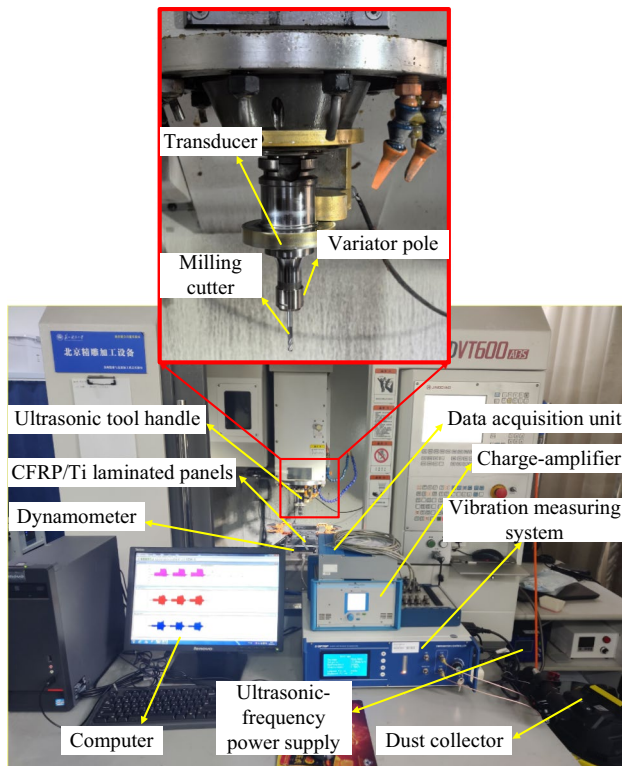 Transducer
Variator pole
Milling
cutter
DVT600
北京精雕加工设备
Ultrasonic tool handle
Data acquisition unit
CFRP/Ti laminated panels
Charge-amplifier
Dynamometer
Vibration measuring
system
Ultrasonic-
frequency
power supply
Computer
Dust collector